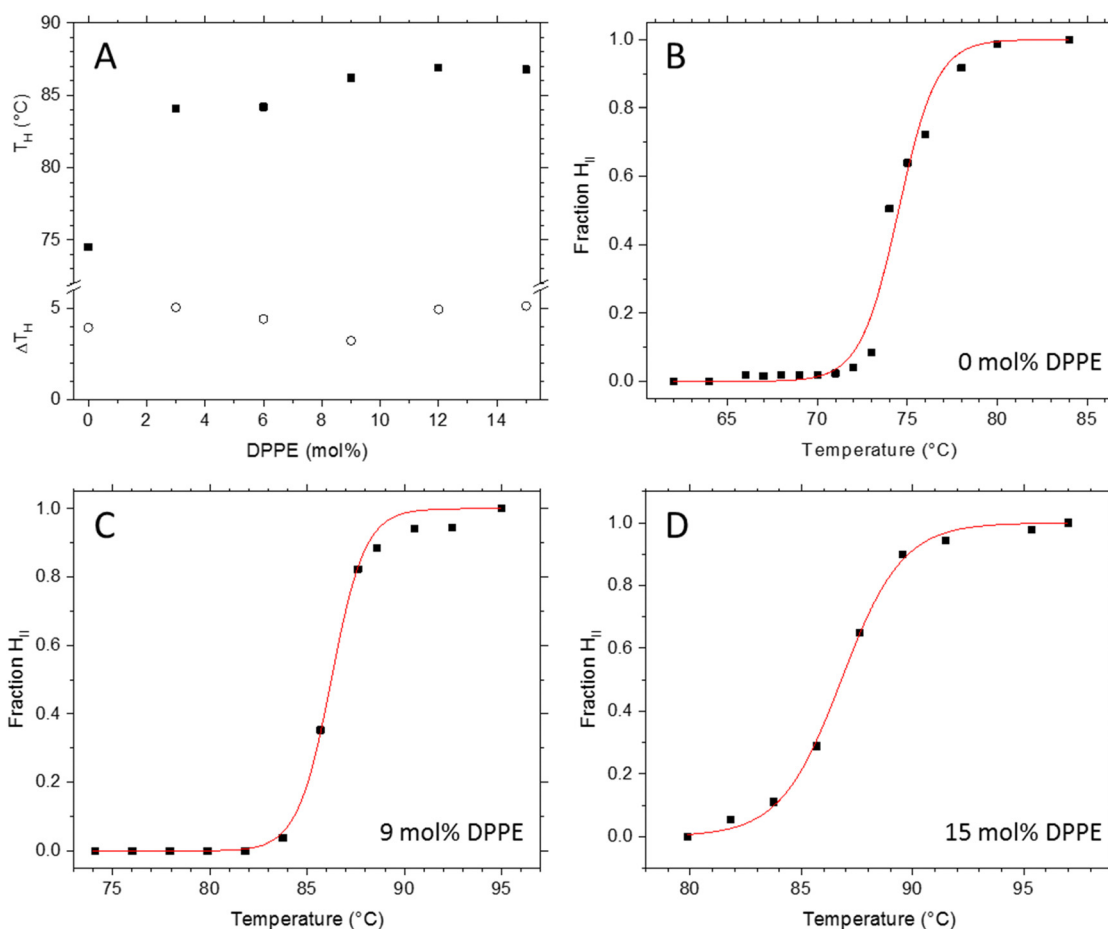 A
90
85
80
75
5
0
T_H (°C)
ΔT_H
0 2 4 6 8 10 12 14
DPPE (mol%)
B
1.0
0.8
0.6
0.4
0.2
0.0
Fraction H_II
0 mol% DPPE
65 70 75 80 85
Temperature (°C)
C
1.0
0.8
0.6
0.4
0.2
0.0
Fraction H_II
9 mol% DPPE
75 80 85 90 95
Temperature (°C)
D
1.0
0.8
0.6
0.4
0.2
0.0
Fraction H_II
15 mol% DPPE
80 85 90 95
Temperature (°C)